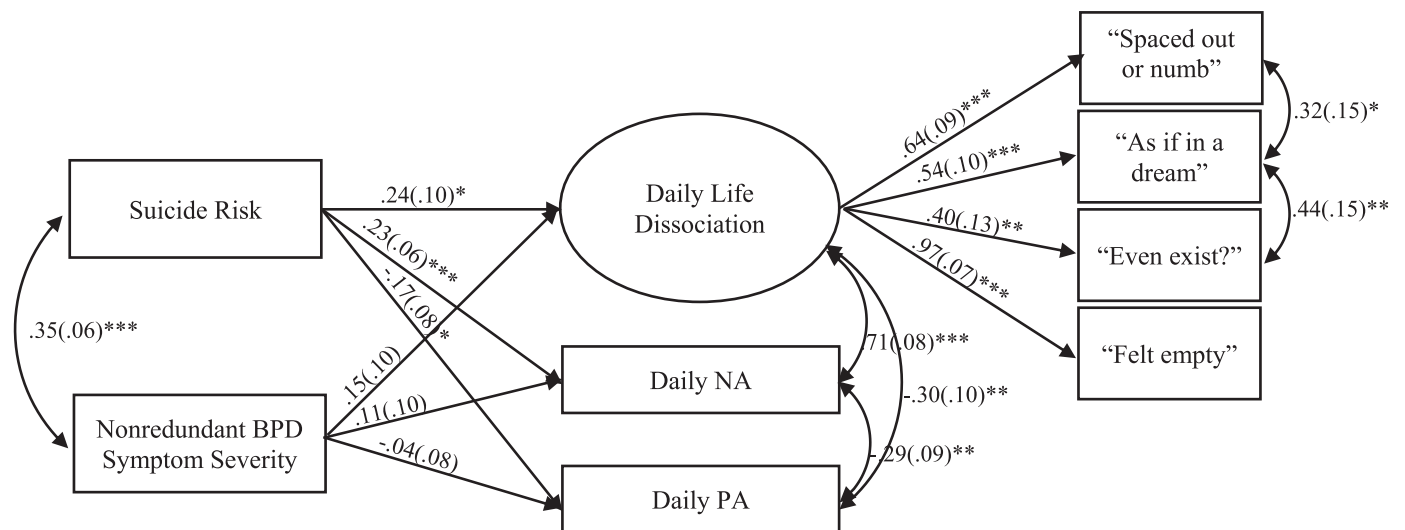 “Spaced out
or numb”
.32(.15)*
.64(.09)***
“As if in a
dream”
.54(.10)***
Suicide Risk
.24(.10)*
Daily Life
Dissociation
.44(.15)**
.40(.13)**
.23(.06)***
“Even exist?”
.97(.07)***
-.17(.08)*
.35(.06)***
.71(.08)***
“Felt empty”
.15(.10)
Daily NA
-.30(.10)**
.11(.10)
Nonredundant BPD
Symptom Severity
-.04(.08)
-.29(.09)**
Daily PA